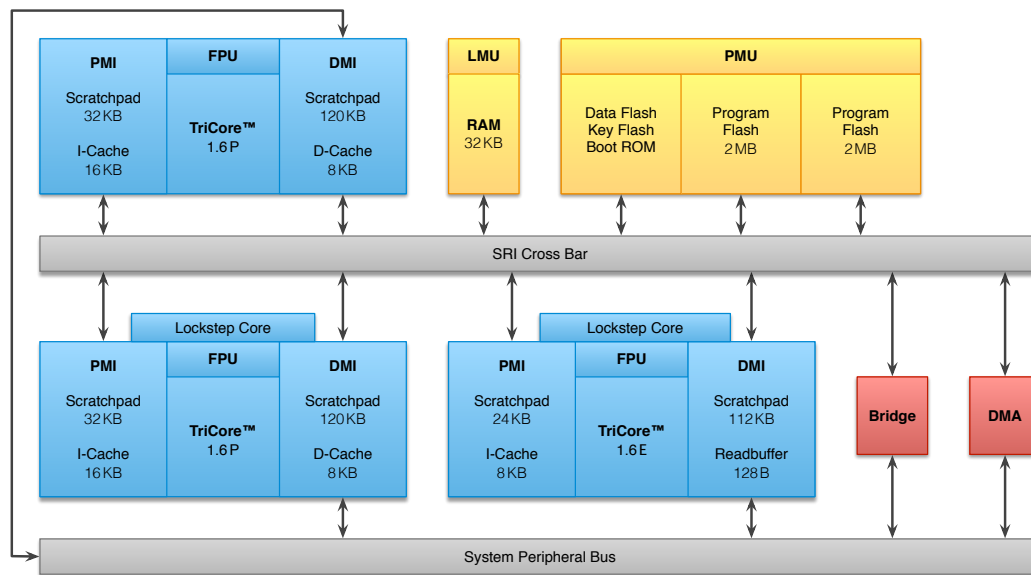 PMI
Scratchpad
32 KB
I-Cache
16 KB
FPU
TriCore™
1.6 P
DMI
Scratchpad
120 KB
D-Cache
8 KB
LMU
RAM
32 KB
PMU
Data Flash
Key Flash
Boot ROM
Program
Flash
2 MB
Program
Flash
2 MB
SRI Cross Bar
Lockstep Core
PMI
Scratchpad
32 KB
I-Cache
16 KB
FPU
TriCore™
1.6 P
DMI
Scratchpad
120 KB
D-Cache
8 KB
Lockstep Core
PMI
Scratchpad
24 KB
I-Cache
8 KB
FPU
TriCore™
1.6 E
DMI
Scratchpad
112 KB
Readbuffer
128 B
Bridge
DMA
System Peripheral Bus